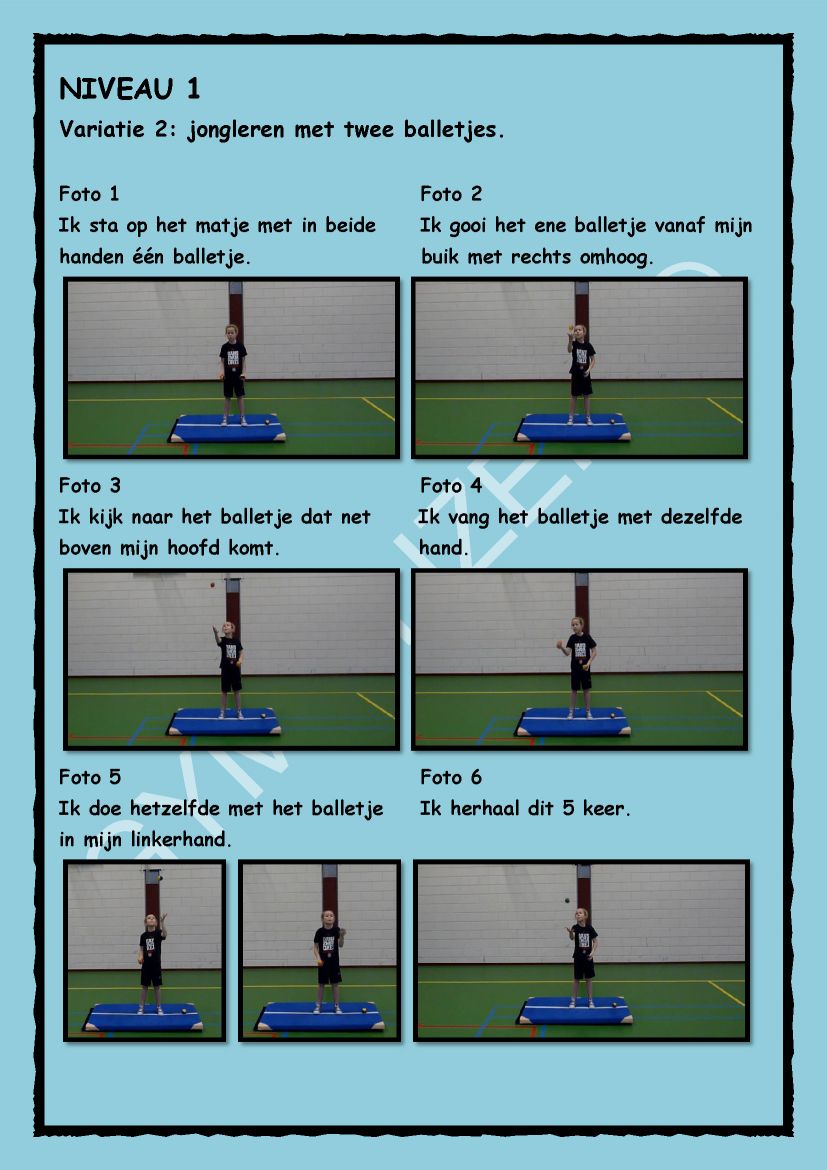 NIVEAU 1
Variatie 2: jongleren met twee balletjes.
Foto 1
Ik sta op het matje met in beide
handen één balletje.
Foto 2
Ik gooi het ene balletje vanaf mijn
buik met rechts omhoog.
Foto 3
Ik kijk naar het balletje dat net
boven mijn hoofd komt.
Foto 4
Ik vang het balletje met dezelfde
hand.
Foto 5
Ik doe hetzelfde met het balletje
in mijn linkerhand.
Foto 6
Ik herhaal dit 5 keer.